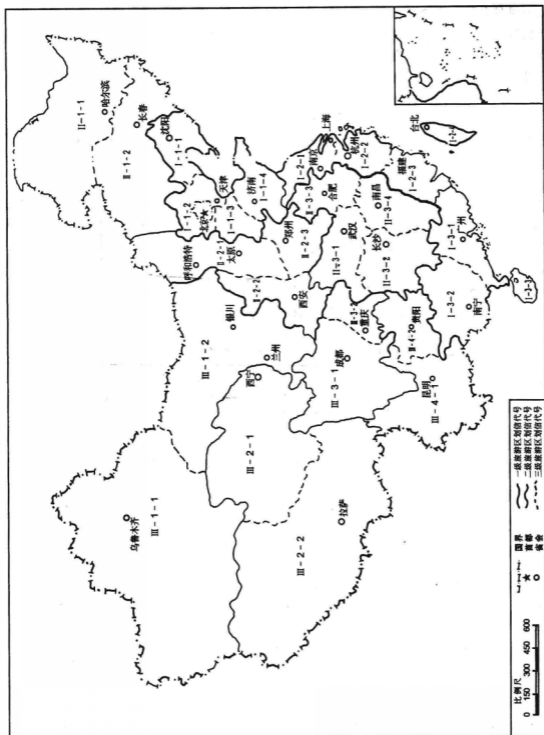 II-1-1
哈尔滨
II-1-2
长春
沈阳
I-1-1
I-1-2
北京
天津
I-1-3
呼和浩特
II-2-1
太原
济南
I-1-4
III-1-2
银川
II-2-2
西安
郑州
II-2-3
I-2-1
南京
上海
杭州
I-2-2
合肥
II-3-3
III-1-1
乌鲁木齐
西宁
兰州
III-2-1
III-2-2
拉萨
III-3-1
成都
重庆
武汉
II-3-1
南昌
II-3-4
长沙
II-3-2
福建
I-2-3
台北
贵阳
昆明
III-4-1
南宁
I-3-2
广州
I-3-1
比例尺
0 150 300 450 600
国界
首都
省会
一级旅游区划信代号
二级旅游区划信代号
三级旅游区划信代号